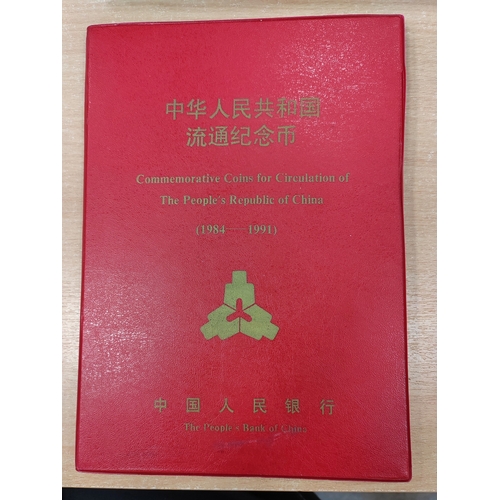 中华人民共和国
流通纪念币
Commemorative Coins for Circulation of
The People's Republic of China
(1984——1991)
中国人民银行
The People's Bank of China